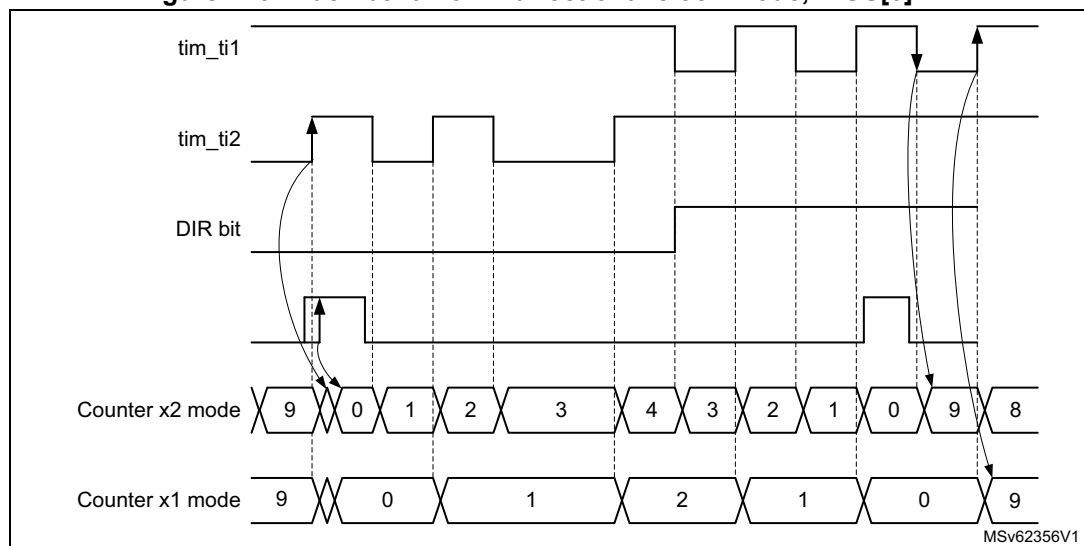 tim_ti1
tim_ti2
DIR bit
Counter x2 mode 9 0 1 2 3 4 3 2 1 0 9 8
Counter x1 mode 9 0 1 2 1 0 9
MSv62356V1